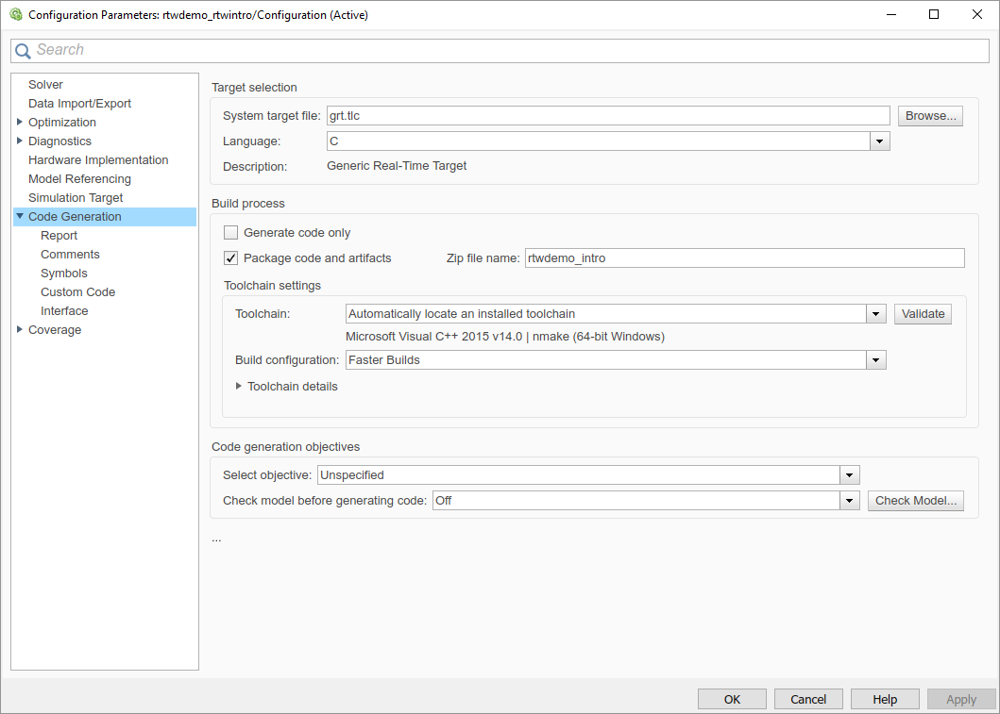 Configuration Parameters: rtwdemo_rtwintro/Configuration (Active)
Search
Solver
Data Import/Export
Optimization
Diagnostics
Hardware Implementation
Model Referencing
Simulation Target
Code Generation
Report
Comments
Symbols
Custom Code
Interface
Coverage
Target selection
System target file: grt.tlc Browse...
Language: C
Description: Generic Real-Time Target
Build process
Generate code only
Package code and artifacts Zip file name: rtwdemo_intro
Toolchain settings
Toolchain: Automatically locate an installed toolchain Validate
Microsoft Visual C++ 2015 v14.0 | nmake (64-bit Windows)
Build configuration: Faster Builds
Toolchain details
Code generation objectives
Select objective: Unspecified
Check model before generating code: Off Check Model...
...
OK Cancel Help Apply